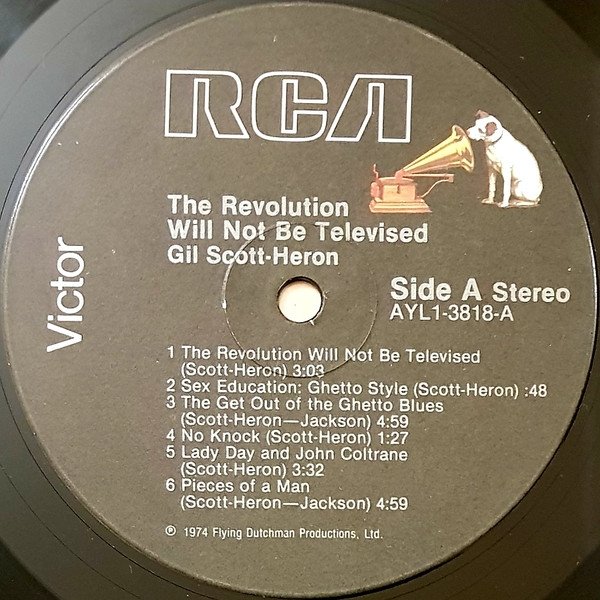 RCA
Victor
The Revolution
Will Not Be Televised
Gil Scott-Heron
Side A Stereo
AYL1-3818-A
1 The Revolution Will Not Be Televised
(Scott-Heron) 3:03
2 Sex Education: Ghetto Style (Scott-Heron) :48
3 The Get Out of the Ghetto Blues
(Scott-Heron—Jackson) 4:59
4 No Knock (Scott-Heron) 1:27
5 Lady Day and John Coltrane
(Scott-Heron) 3:32
6 Pieces of a Man
(Scott-Heron—Jackson) 4:59
℗ 1974 Flying Dutchman Productions, Ltd.